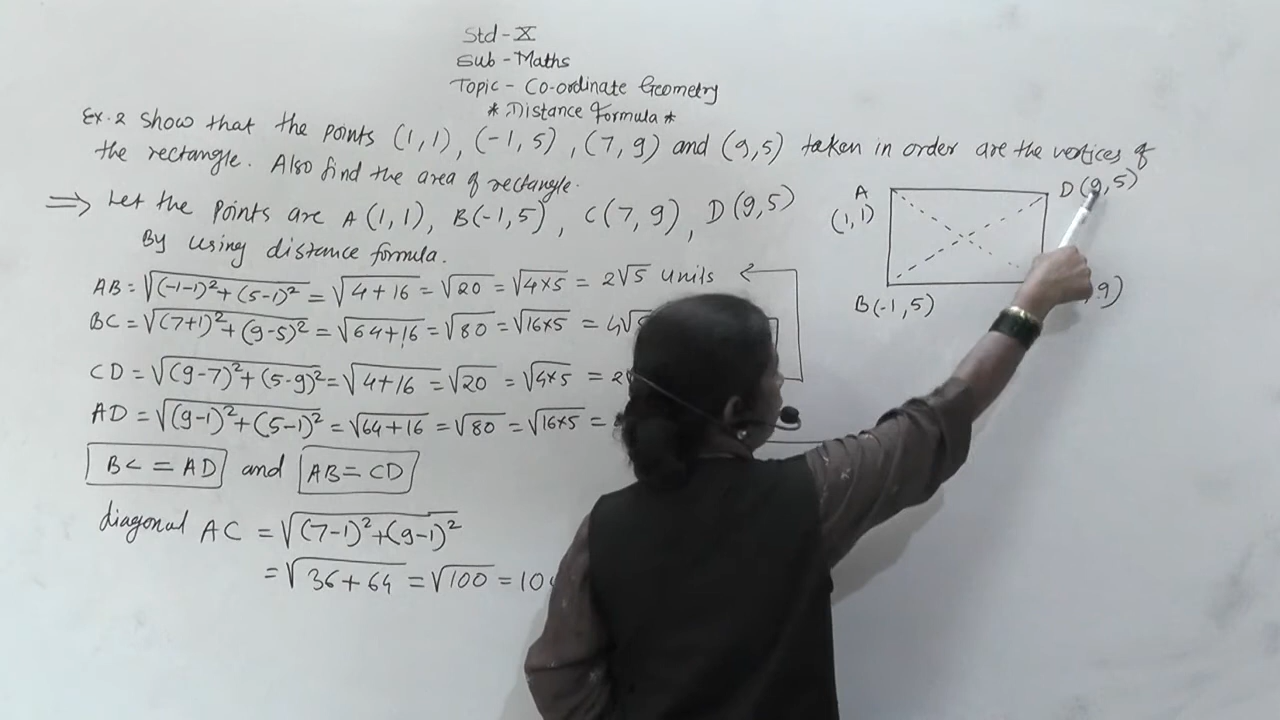 Std - X
Sub - Maths
Topic - Co-ordinate Geometry
* Distance Formula *
Ex. 2 Show that the points (1,1), (-1,5), (7,9) and (9,5) taken in order are the vertices of
the rectangle. Also find the area of rectangle.
⇒ Let the points are A(1,1), B(-1,5), C(7,9), D(9,5)
By using distance formula.
AB = √(-1-1)²+(5-1)² = √4+16 = √20 = √4×5 = 2√5 units
BC = √(7+1)²+(9-5)² = √64+16 = √80 = √16×5 = 4√5
CD = √(9-7)²+(5-9)² = √4+16 = √20 = √4×5 = 2√
AD = √(9-1)²+(5-1)² = √64+16 = √80 = √16×5 =
BC = AD and AB = CD
diagonal AC = √(7-1)²+(9-1)²
= √36+64 = √100 = 10
A
(1,1)
D(9,5)
B(-1,5)
,9)